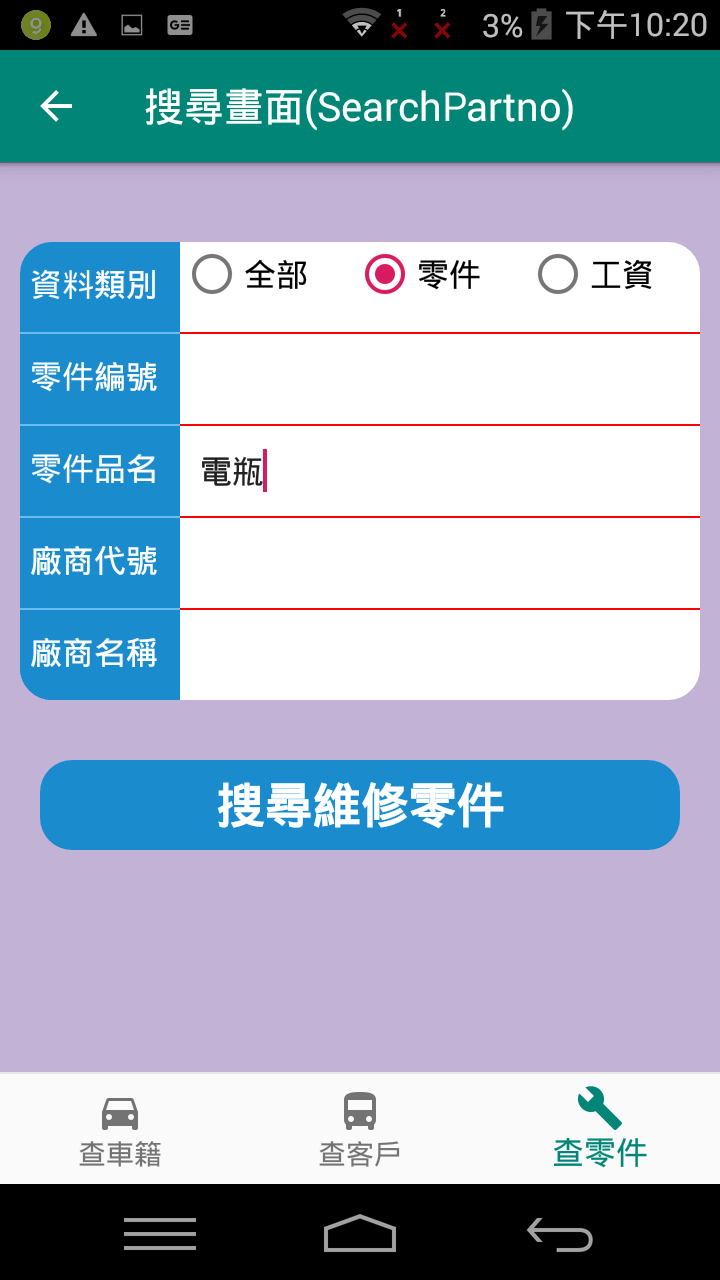 9
1
2
3%
下午10:20
搜尋畫面(SearchPartno)
資料類別
全部
零件
工資
零件編號
零件品名
電瓶
廠商代號
廠商名稱
搜尋維修零件
查車籍
查客戶
查零件